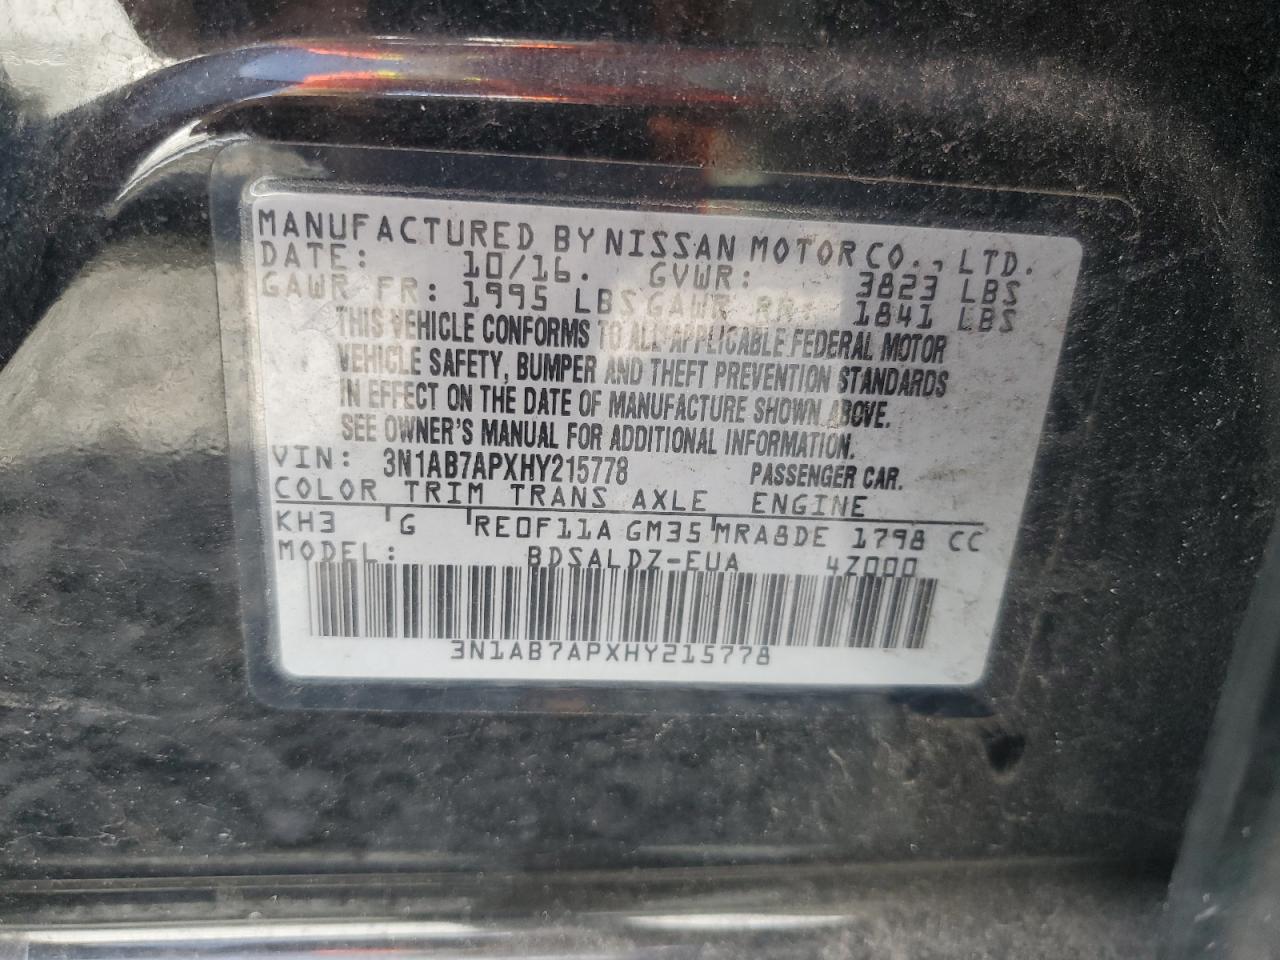 MANUFACTURED BY NISSAN MOTOR CO., LTD.
DATE: 10/16. GVWR: 3823 LBS
GAWR FR: 1995 LBS GAWR RR: 1841 LBS
THIS VEHICLE CONFORMS TO ALL APPLICABLE FEDERAL MOTOR
VEHICLE SAFETY, BUMPER AND THEFT PREVENTION STANDARDS
IN EFFECT ON THE DATE OF MANUFACTURE SHOWN ABOVE.
SEE OWNER'S MANUAL FOR ADDITIONAL INFORMATION.
VIN: 3N1AB7APXHY215778 PASSENGER CAR.
COLOR TRIM TRANS AXLE ENGINE
KH3 G RE0F11A GM35 MRA8DE 1798 CC
MODEL: BDSALDZ-EUA 4Z000
3N1AB7APXHY215778